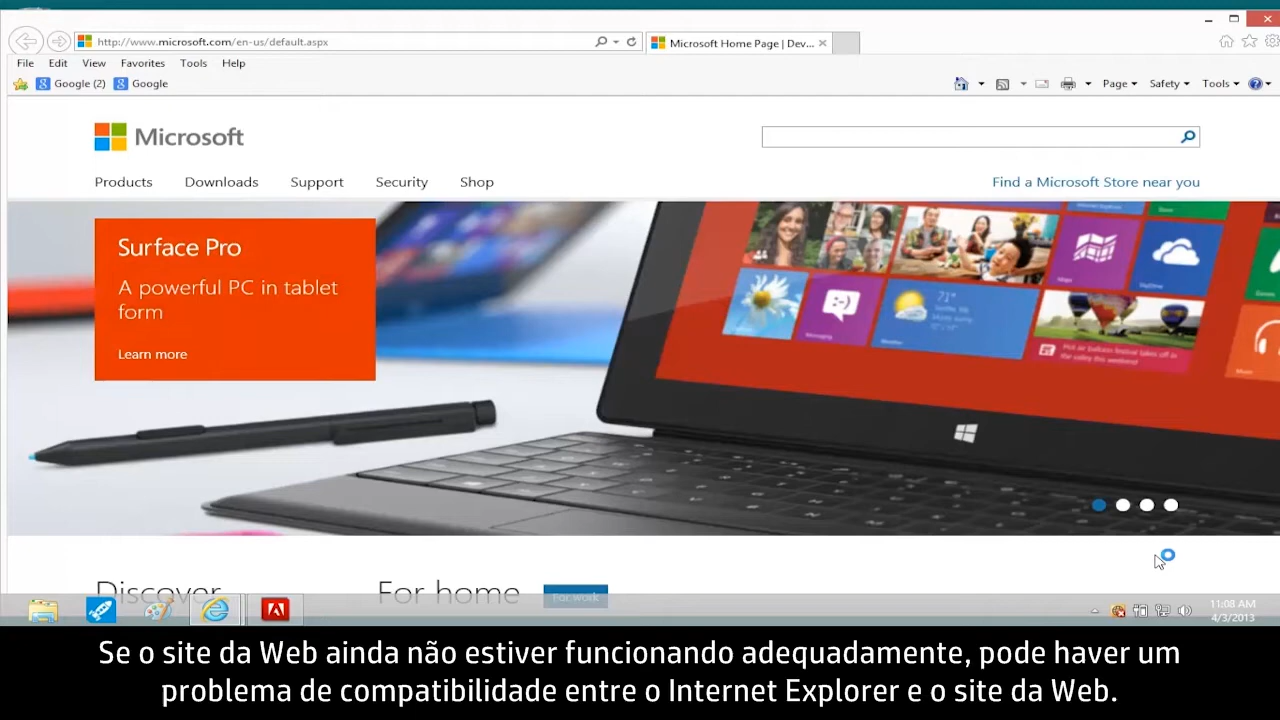 http://www.microsoft.com/en-us/default.aspx
Microsoft Home Page | Dev...
File Edit View Favorites Tools Help
Google (2) Google
Page Safety Tools
Microsoft
Products Downloads Support Security Shop
Find a Microsoft Store near you
Surface Pro
A powerful PC in tablet
form
Learn more
71°
Discover For home For work
11:08 AM
4/3/2013
Se o site da Web ainda não estiver funcionando adequadamente, pode haver um
problema de compatibilidade entre o Internet Explorer e o site da Web.